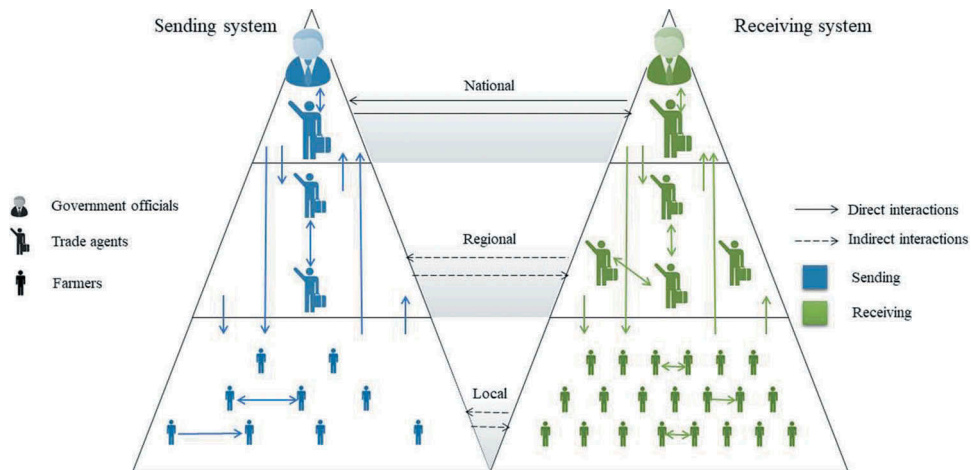 Sending system
Receiving system
National
Government officials
Trade agents
Farmers
Regional
Direct interactions
Indirect interactions
Sending
Receiving
Local